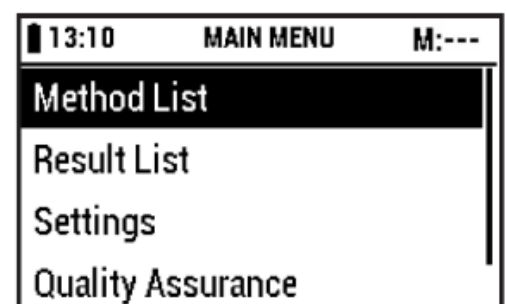 13:10 MAIN MENU M:---
Method List
Result List
Settings
Quality Assurance